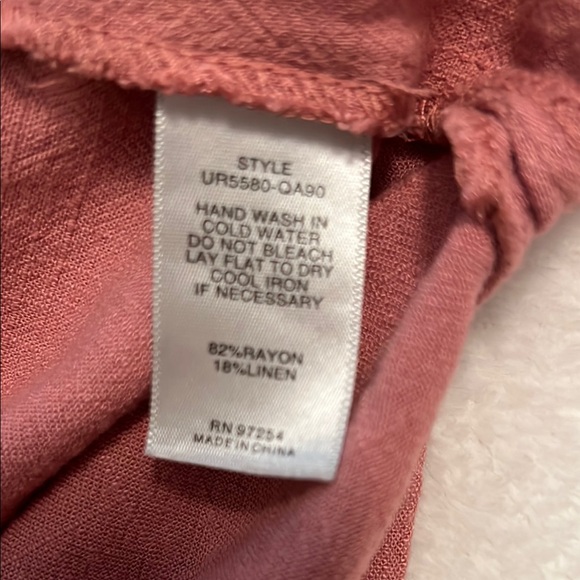 STYLE
UR5580-QA90
HAND WASH IN
COLD WATER
DO NOT BLEACH
LAY FLAT TO DRY
COOL IRON
IF NECESSARY
82%RAYON
18%LINEN
RN 97254
MADE IN CHINA